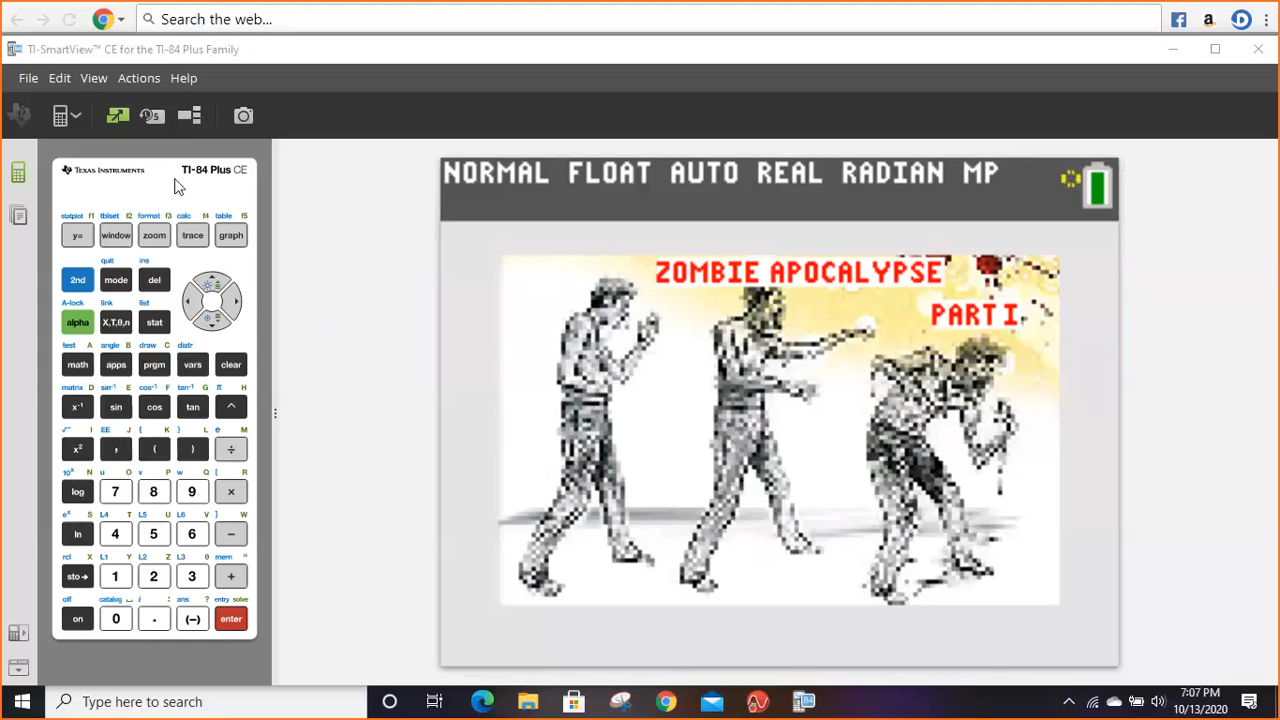 Search the web...
TI-SmartView™ CE for the TI-84 Plus Family
File Edit View Actions Help
TEXAS INSTRUMENTS TI-84 Plus CE
NORMAL FLOAT AUTO REAL RADIAN MP
ZOMBIE APOCALYPSE
PART I
statplot f1 tblset f2 format f3 calc f4 table f5
y= window zoom trace graph
quit ins
2nd mode del
A-lock link list
alpha X,T,θ,n stat
test A angle B draw C distr
math apps prgm vars clear
matrix D sin⁻¹ E cos⁻¹ F tan⁻¹ G π H
x⁻¹ sin cos tan ^
√ I EE J { K } L e M
x² , ( ) ÷
10ˣ N u O v P w Q [ R
log 7 8 9 ×
eˣ S L4 T L5 U L6 V ] W
ln 4 5 6 −
rcl X L1 Y L2 Z L3 θ mem "
sto→ 1 2 3 +
off catalog ⎵ i : ans ? entry solve
on 0 . (−) enter
Type here to search
7:07 PM
10/13/2020